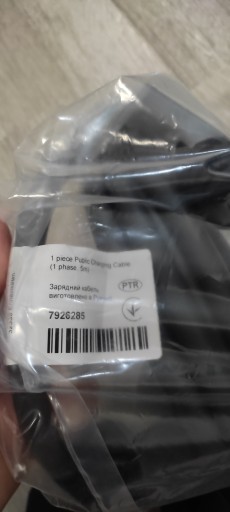 1 piece Public Charging Cable
(1 phase 5m)
Зарядний кабель
виготовлено в
PTR
7926285